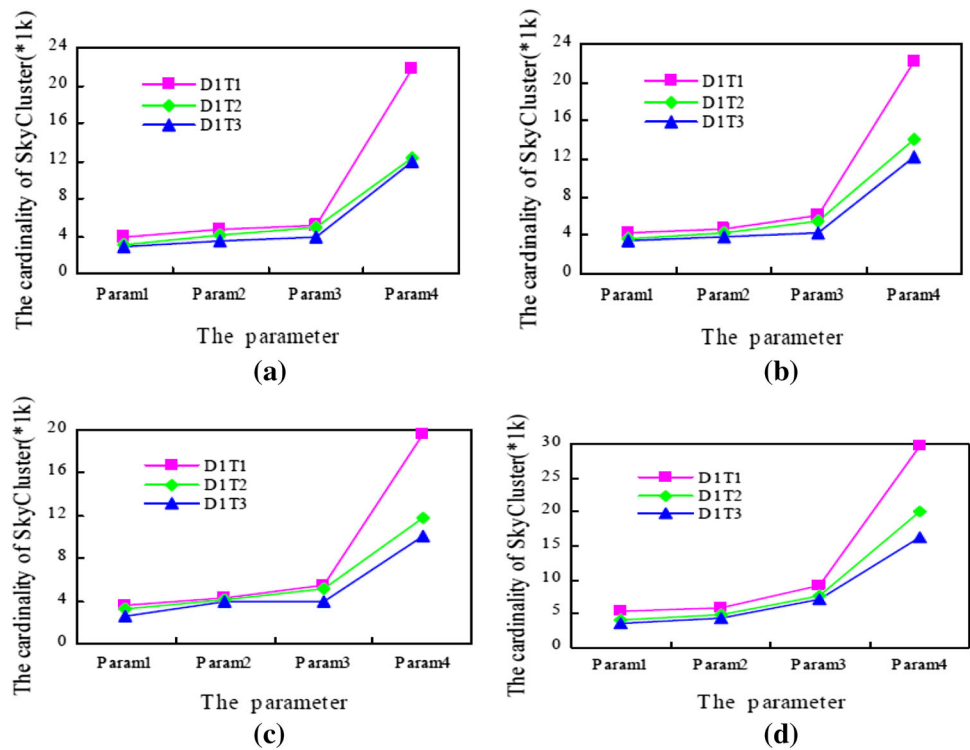 The cardinality of SkyCluster(*1k)
24
20
16
12
8
4
0
D1T1
D1T2
D1T3
Param1 Param2 Param3 Param4
The parameter
(a)
The cardinality of SkyCluster(*1k)
24
20
16
12
8
4
0
D1T1
D1T2
D1T3
Param1 Param2 Param3 Param4
The parameter
(b)
The cardinality of SkyCluster(*1k)
20
16
12
8
4
0
D1T1
D1T2
D1T3
Param1 Param2 Param3 Param4
The parameter
(c)
The cardinality of SkyCluster(*1k)
30
25
20
15
10
5
0
D1T1
D1T2
D1T3
Param1 Param2 Param3 Param4
The parameter
(d)